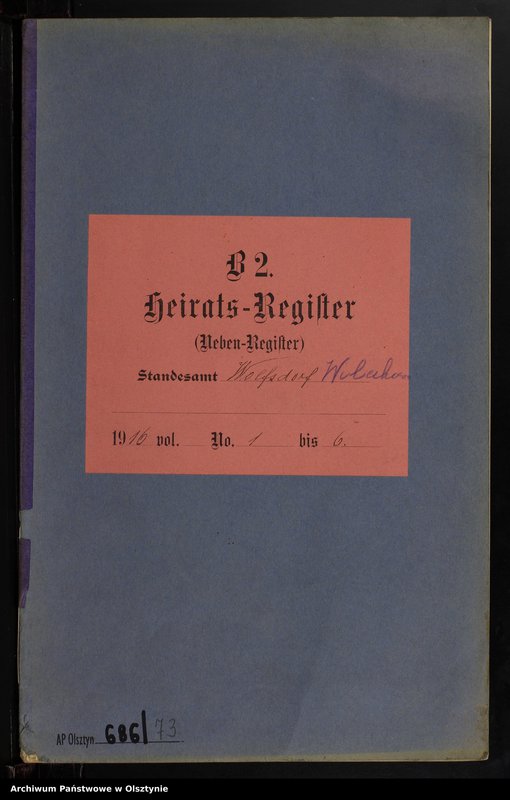 B 2.
Heirats-Register
(Neben-Register)
Standesamt Wolfsdorf
1916 vol. No. 1 bis 6.
AP Olsztyn 686/73
Archiwum Państwowe w Olsztynie